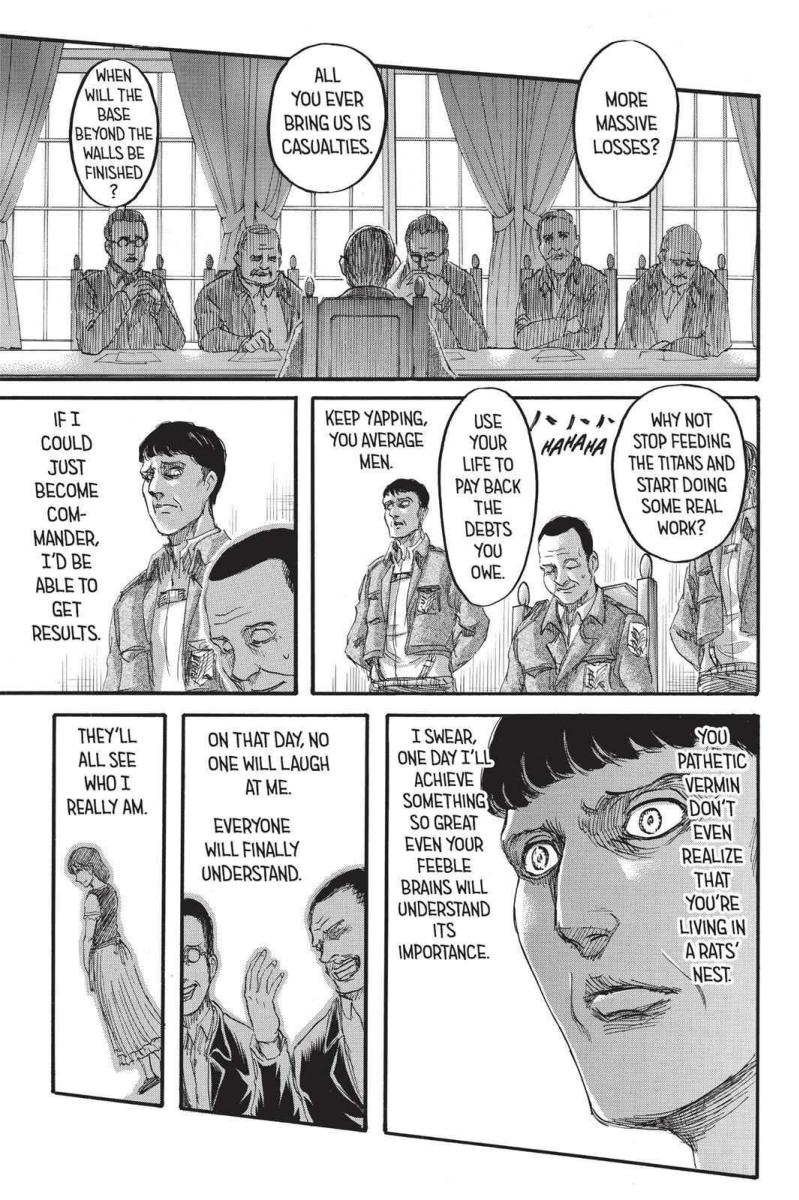 MORE
MASSIVE
LOSSES?
ALL
YOU EVER
BRING US IS
CASUALTIES.
WHEN
WILL THE
BASE
BEYOND THE
WALLS BE
FINISHED
?
WHY NOT
STOP FEEDING
THE TITANS AND
START DOING
SOME REAL
WORK?
ハハハハ
HAHAHA
USE
YOUR
LIFE TO
PAY BACK
THE
DEBTS
YOU
OWE.
KEEP YAPPING,
YOU AVERAGE
MEN.
IF I
COULD
JUST
BECOME
COM-
MANDER,
I'D BE
ABLE TO
GET
RESULTS.
YOU
PATHETIC
VERMIN
DON'T
EVEN
REALIZE
THAT
YOU'RE
LIVING IN
A RATS'
NEST.
I SWEAR,
ONE DAY I'LL
ACHIEVE
SOMETHING
SO GREAT
EVEN YOUR
FEEBLE
BRAINS WILL
UNDERSTAND
ITS
IMPORTANCE.
ON THAT DAY, NO
ONE WILL LAUGH
AT ME.
EVERYONE
WILL FINALLY
UNDERSTAND.
THEY'LL
ALL SEE
WHO I
REALLY AM.